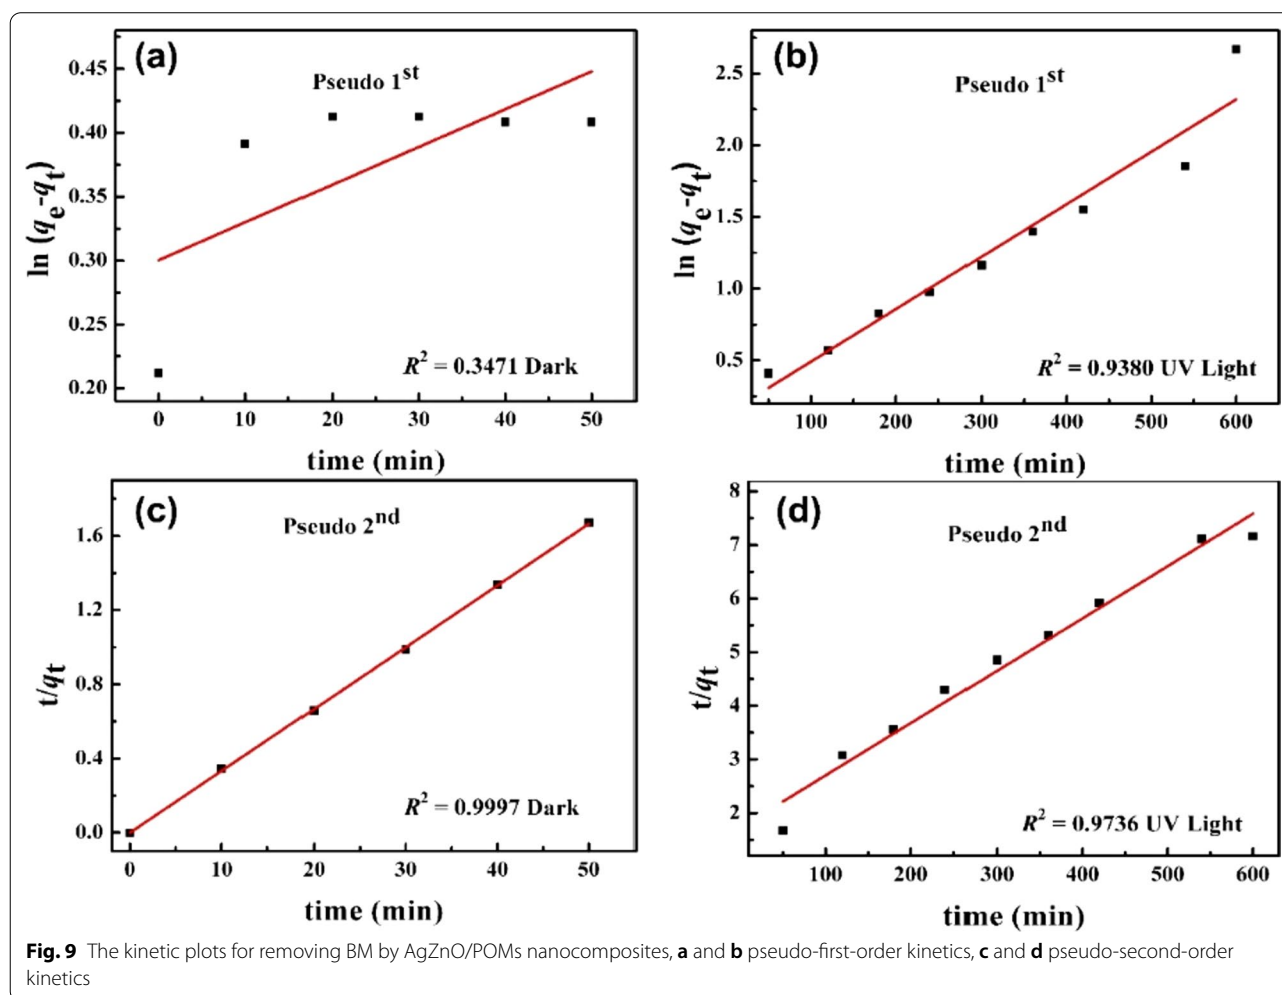 (a)
Pseudo 1st
ln (qe-qt)
0.45
0.40
0.35
0.30
0.25
0.20
R2 = 0.3471 Dark
0 10 20 30 40 50
time (min)
(b)
Pseudo 1st
ln (qe-qt)
2.5
2.0
1.5
1.0
0.5
R2 = 0.9380 UV Light
100 200 300 400 500 600
time (min)
(c)
Pseudo 2nd
t/qt
1.6
1.2
0.8
0.4
0.0
R2 = 0.9997 Dark
0 10 20 30 40 50
time (min)
(d)
Pseudo 2nd
t/qt
8
7
6
5
4
3
2
R2 = 0.9736 UV Light
100 200 300 400 500 600
time (min)
Fig. 9 The kinetic plots for removing BM by AgZnO/POMs nanocomposites, a and b pseudo-first-order kinetics, c and d pseudo-second-order
kinetics